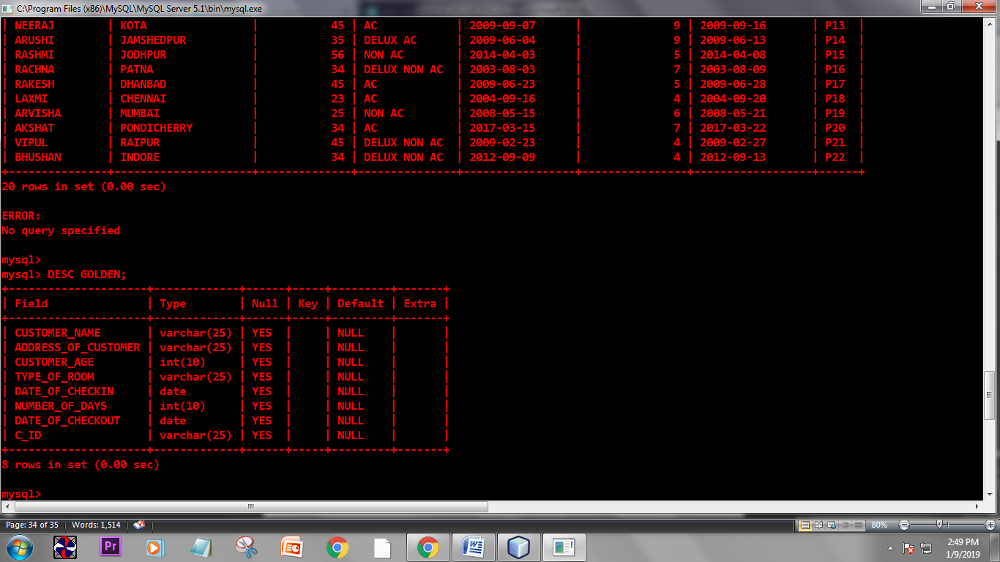 C:\Program Files (x86)\MySQL\MySQL Server 5.1\bin\mysql.exe
| NEERAJ | KOTA | 45 | AC | 2009-09-07 | 9 | 2009-09-16 | P13 |
| ARUSHI | JAMSHEDPUR | 35 | DELUX AC | 2009-06-04 | 9 | 2009-06-13 | P14 |
| RASHMI | JODHPUR | 56 | NON AC | 2014-04-03 | 5 | 2014-04-08 | P15 |
| RACHNA | PATNA | 34 | DELUX NON AC | 2003-08-03 | 7 | 2003-08-09 | P16 |
| RAKESH | DHANBAD | 45 | AC | 2009-06-23 | 5 | 2009-06-28 | P17 |
| LAXMI | CHENNAI | 23 | AC | 2004-09-16 | 4 | 2004-09-20 | P18 |
| ARVISHA | MUMBAI | 25 | NON AC | 2008-05-15 | 6 | 2008-05-21 | P19 |
| AKSHAT | PONDICHERRY | 34 | AC | 2017-03-15 | 7 | 2017-03-22 | P20 |
| VIPUL | RAIPUR | 45 | DELUX NON AC | 2009-02-23 | 4 | 2009-02-27 | P21 |
| BHUSHAN | INDORE | 34 | DELUX NON AC | 2012-09-09 | 4 | 2012-09-13 | P22 |
20 rows in set (0.00 sec)
ERROR:
No query specified
mysql>
mysql> DESC GOLDEN;
| Field | Type | Null | Key | Default | Extra |
| CUSTOMER_NAME | varchar(25) | YES | | NULL | |
| ADDRESS_OF_CUSTOMER | varchar(25) | YES | | NULL | |
| CUSTOMER_AGE | int(10) | YES | | NULL | |
| TYPE_OF_ROOM | varchar(25) | YES | | NULL | |
| DATE_OF_CHECKIN | date | YES | | NULL | |
| NUMBER_OF_DAYS | int(10) | YES | | NULL | |
| DATE_OF_CHECKOUT | date | YES | | NULL | |
| C_ID | varchar(25) | YES | | NULL | |
8 rows in set (0.00 sec)
mysql>
Page: 34 of 35 Words: 1,514 80%
Pr
2:49 PM
1/9/2019